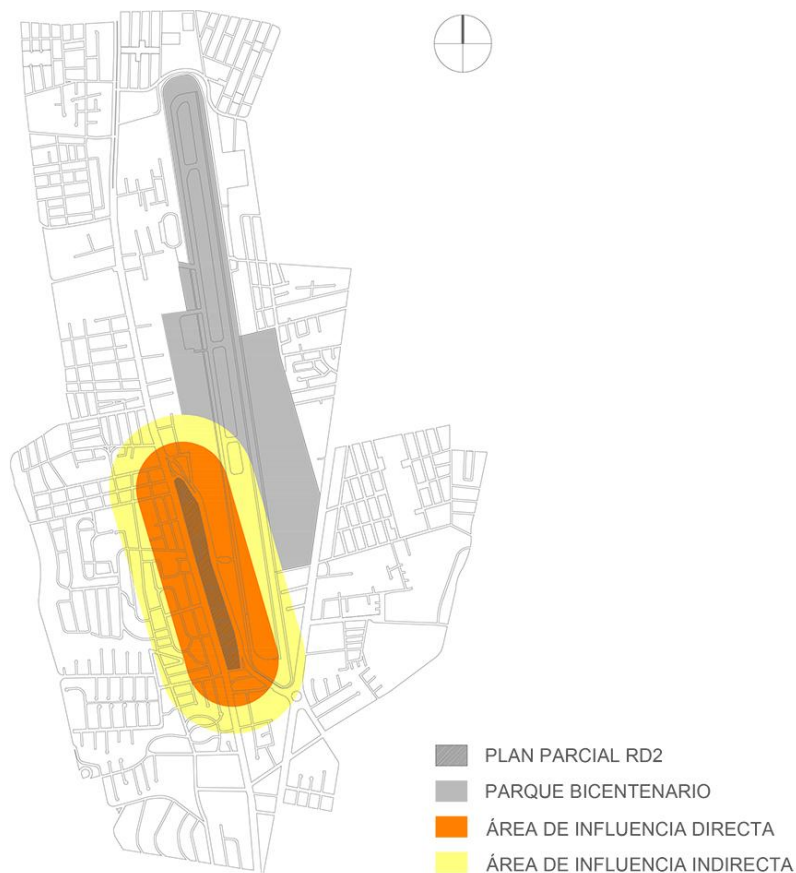 PLAN PARCIAL RD2
PARQUE BICENTENARIO
ÁREA DE INFLUENCIA DIRECTA
ÁREA DE INFLUENCIA INDIRECTA